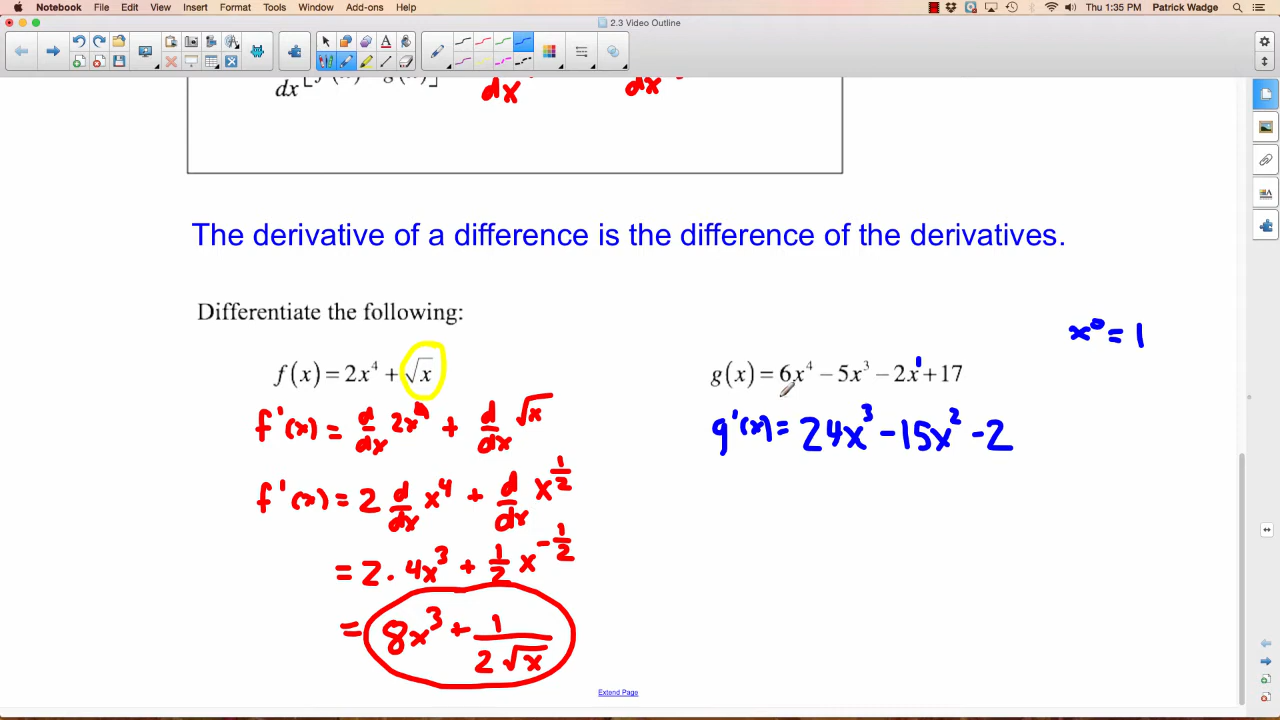 Notebook File Edit View Insert Format Tools Window Add-ons Help Thu 1:35 PM Patrick Wadge
2.3 Video Outline
dx
dx dx
The derivative of a difference is the difference of the derivatives.
Differentiate the following:
x⁰ = 1
f(x) = 2x⁴ + √x
f'(x) = d/dx 2x⁴ + d/dx √x
f'(x) = 2 d/dx x⁴ + d/dx x^(1/2)
= 2 · 4x³ + 1/2 x^(-1/2)
= 8x³ + 1/(2√x)
g(x) = 6x⁴ − 5x³ − 2x¹ + 17
g'(x) = 24x³ − 15x² − 2
Extend Page